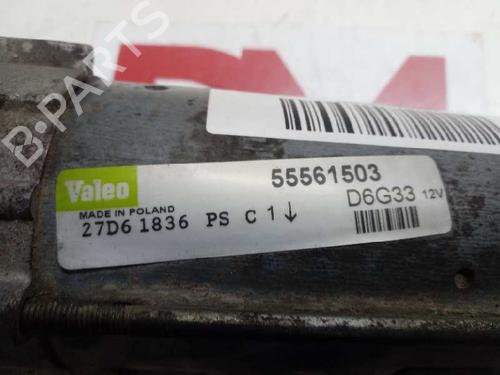 B-PARTS
Valeo
55561503
MADE IN POLAND
D6G33 12V
27D6 1836 PS C 1↓